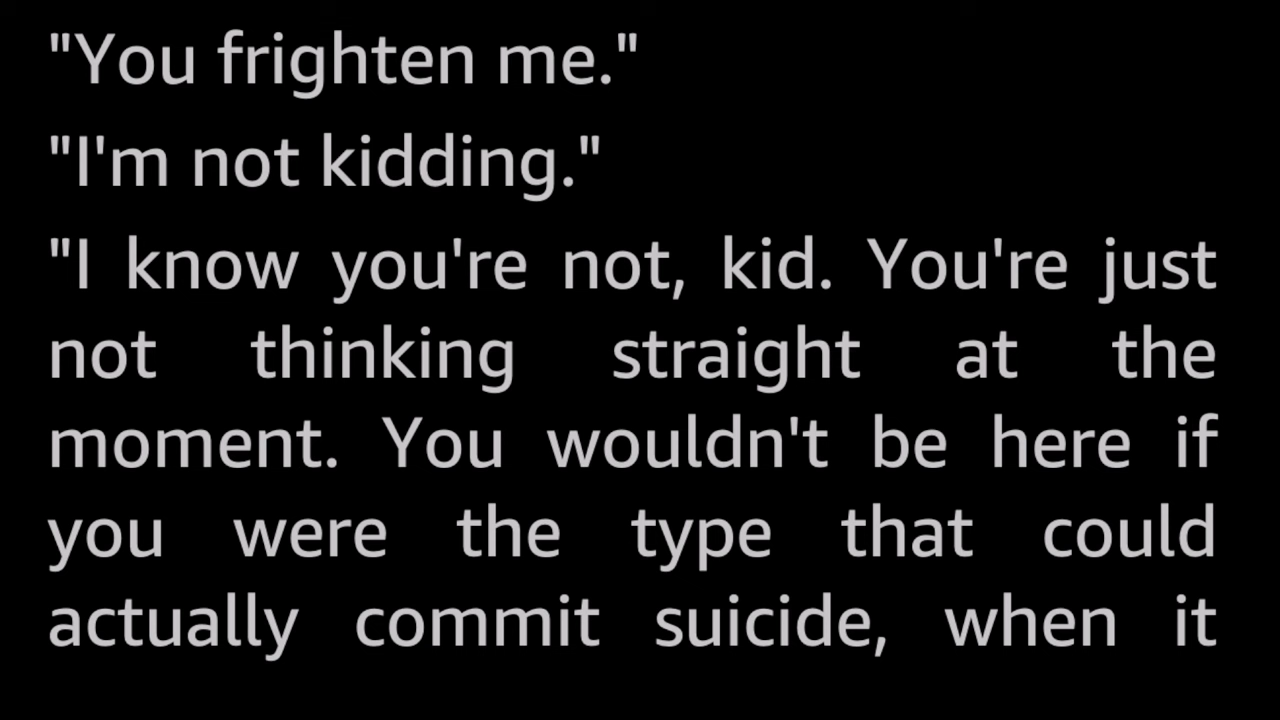 "You frighten me."
"I'm not kidding."
"I know you're not, kid. You're just
not thinking straight at the
moment. You wouldn't be here if
you were the type that could
actually commit suicide, when it